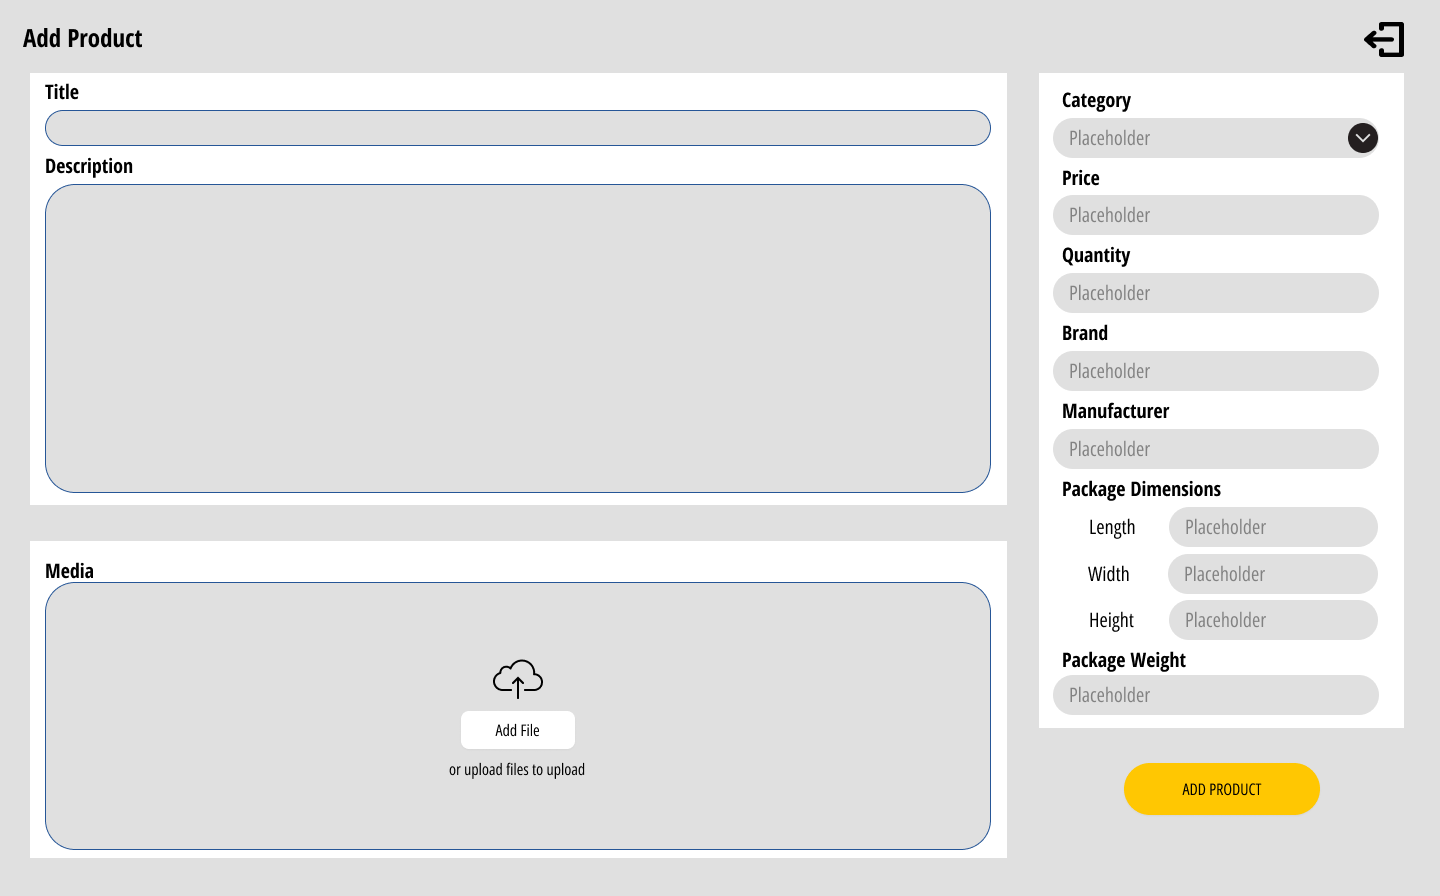 Add Product
Title
Description
Media
Add File
or upload files to upload
Category
Placeholder
Price
Placeholder
Quantity
Placeholder
Brand
Placeholder
Manufacturer
Placeholder
Package Dimensions
Length Placeholder
Width Placeholder
Height Placeholder
Package Weight
Placeholder
ADD PRODUCT